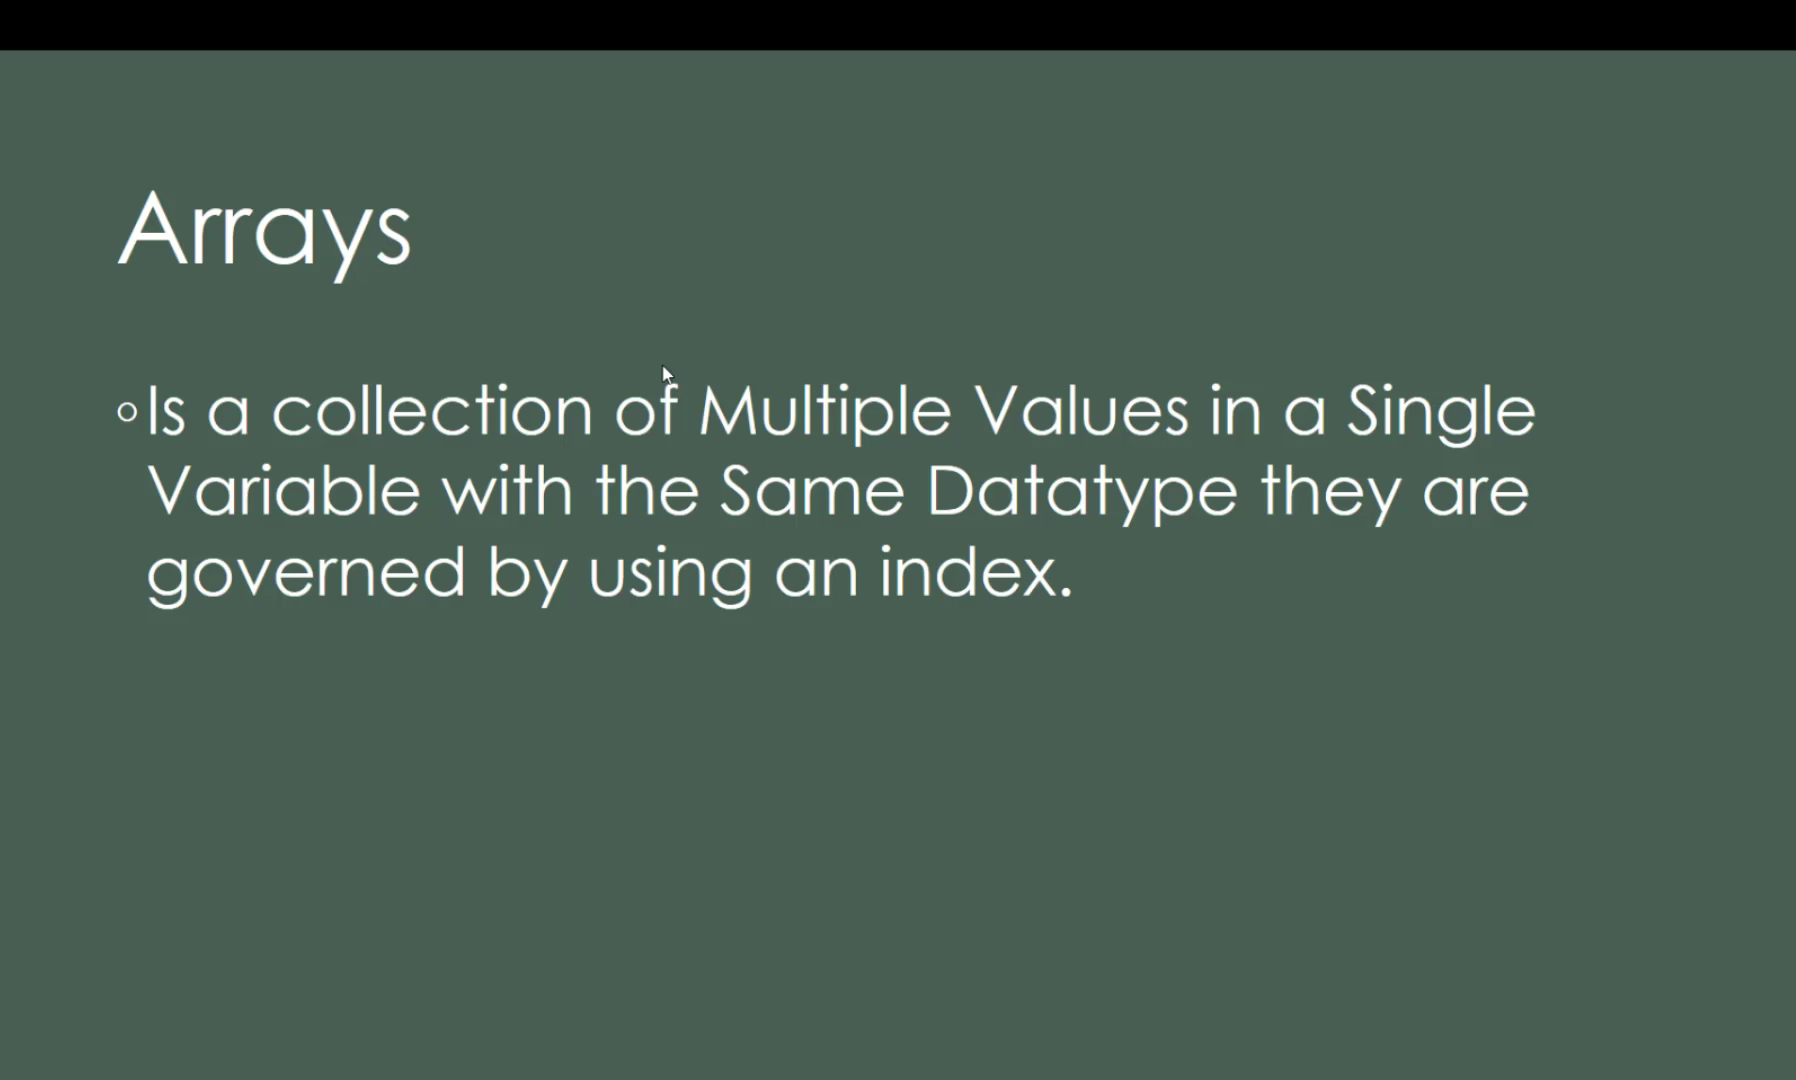 Arrays
◦Is a collection of Multiple Values in a Single
Variable with the Same Datatype they are
governed by using an index.